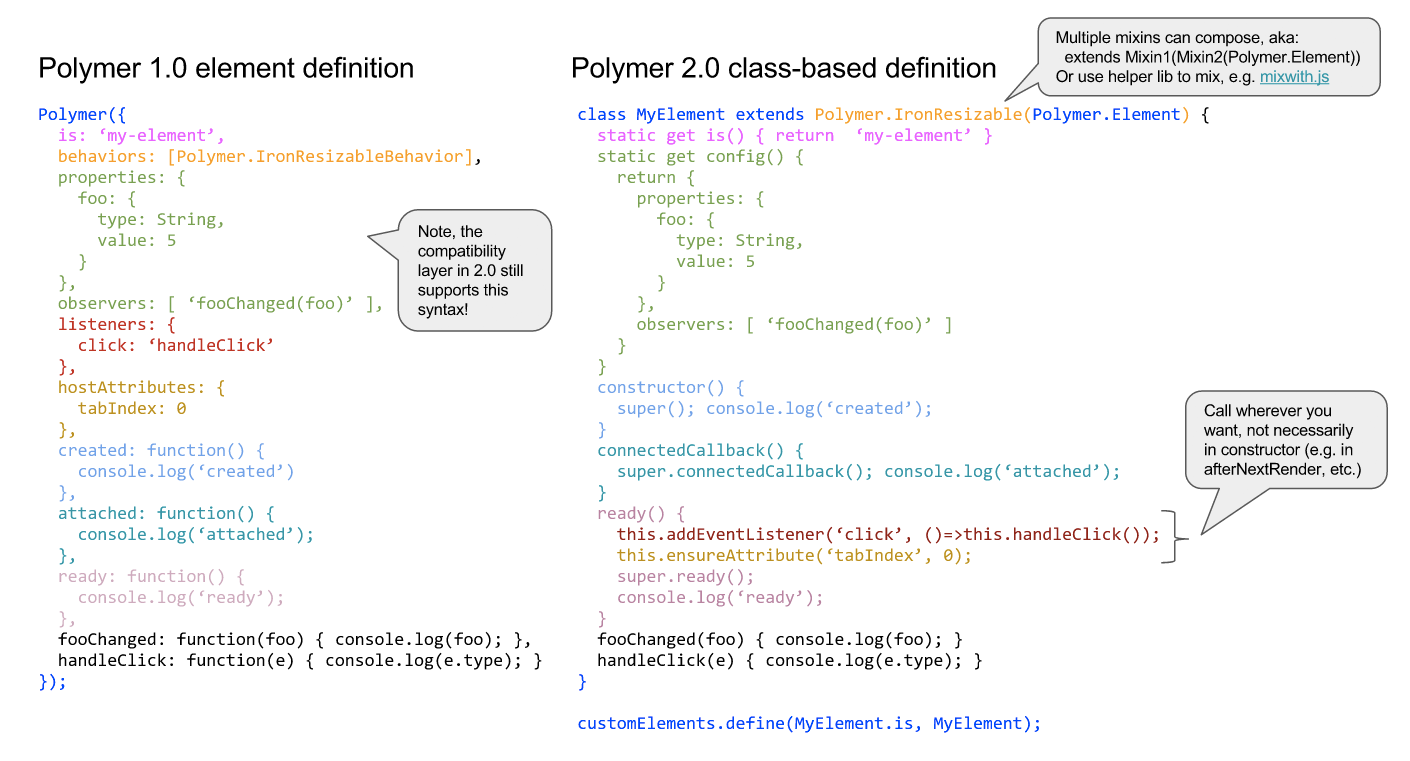 Polymer 1.0 element definition
Polymer({
is: ‘my-element’,
behaviors: [Polymer.IronResizableBehavior],
properties: {
foo: {
type: String,
value: 5
}
},
observers: [ ‘fooChanged(foo)’ ],
listeners: {
click: ‘handleClick’
},
hostAttributes: {
tabIndex: 0
},
created: function() {
console.log(‘created’)
},
attached: function() {
console.log(‘attached’);
},
ready: function() {
console.log(‘ready’);
},
fooChanged: function(foo) { console.log(foo); },
handleClick: function(e) { console.log(e.type); }
});
Note, the
compatibility
layer in 2.0 still
supports this
syntax!
Polymer 2.0 class-based definition
class MyElement extends Polymer.IronResizable(Polymer.Element) {
static get is() { return ‘my-element’ }
static get config() {
return {
properties: {
foo: {
type: String,
value: 5
}
},
observers: [ ‘fooChanged(foo)’ ]
}
}
constructor() {
super(); console.log(‘created’);
}
connectedCallback() {
super.connectedCallback(); console.log(‘attached’);
}
ready() {
this.addEventListener(‘click’, ()=>this.handleClick());
this.ensureAttribute(‘tabIndex’, 0);
super.ready();
console.log(‘ready’);
}
fooChanged(foo) { console.log(foo); }
handleClick(e) { console.log(e.type); }
}
customElements.define(MyElement.is, MyElement);
Multiple mixins can compose, aka:
extends Mixin1(Mixin2(Polymer.Element))
Or use helper lib to mix, e.g. mixwith.js
Call wherever you
want, not necessarily
in constructor (e.g. in
afterNextRender, etc.)